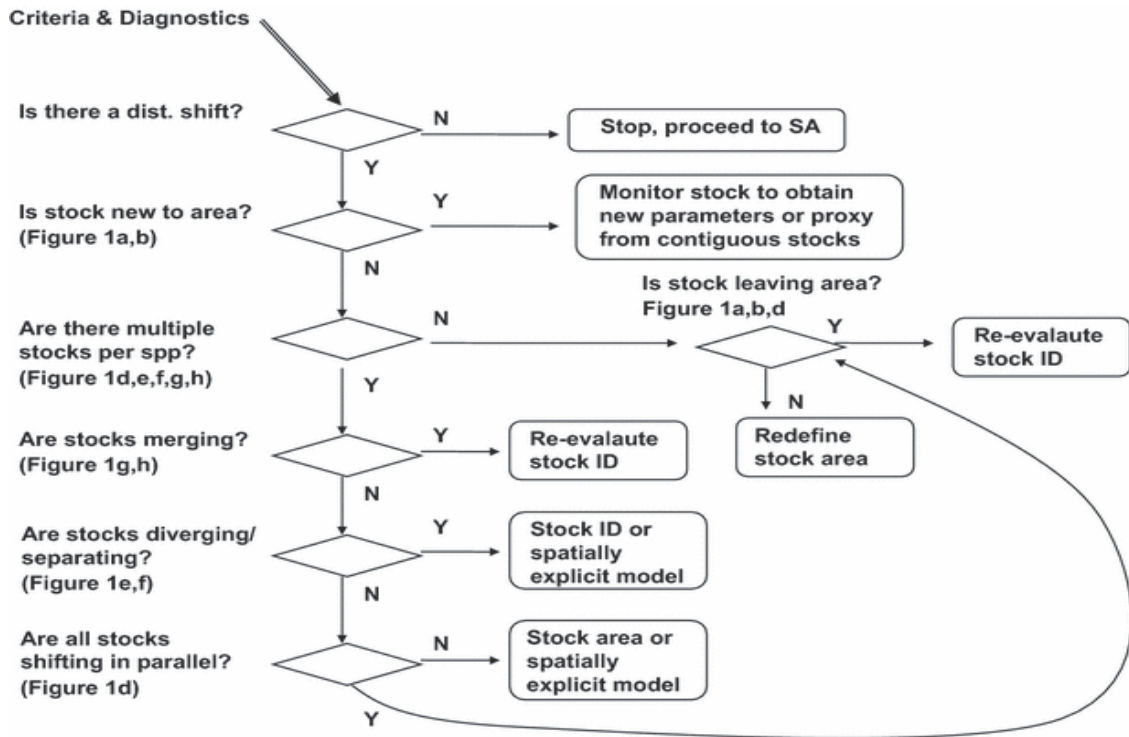 Criteria & Diagnostics
Is there a dist. shift?
N
Stop, proceed to SA
Y
Is stock new to area?
(Figure 1a,b)
Y
Monitor stock to obtain
new parameters or proxy
from contiguous stocks
N
Is stock leaving area?
Figure 1a,b,d
Are there multiple
stocks per spp?
(Figure 1d,e,f,g,h)
N
Y
Re-evalaute
stock ID
Y
N
Redefine
stock area
Are stocks merging?
(Figure 1g,h)
Y
Re-evalaute
stock ID
N
Are stocks diverging/
separating?
(Figure 1e,f)
Y
Stock ID or
spatially
explicit model
N
Are all stocks
shifting in parallel?
(Figure 1d)
N
Stock area or
spatially
explicit model
Y